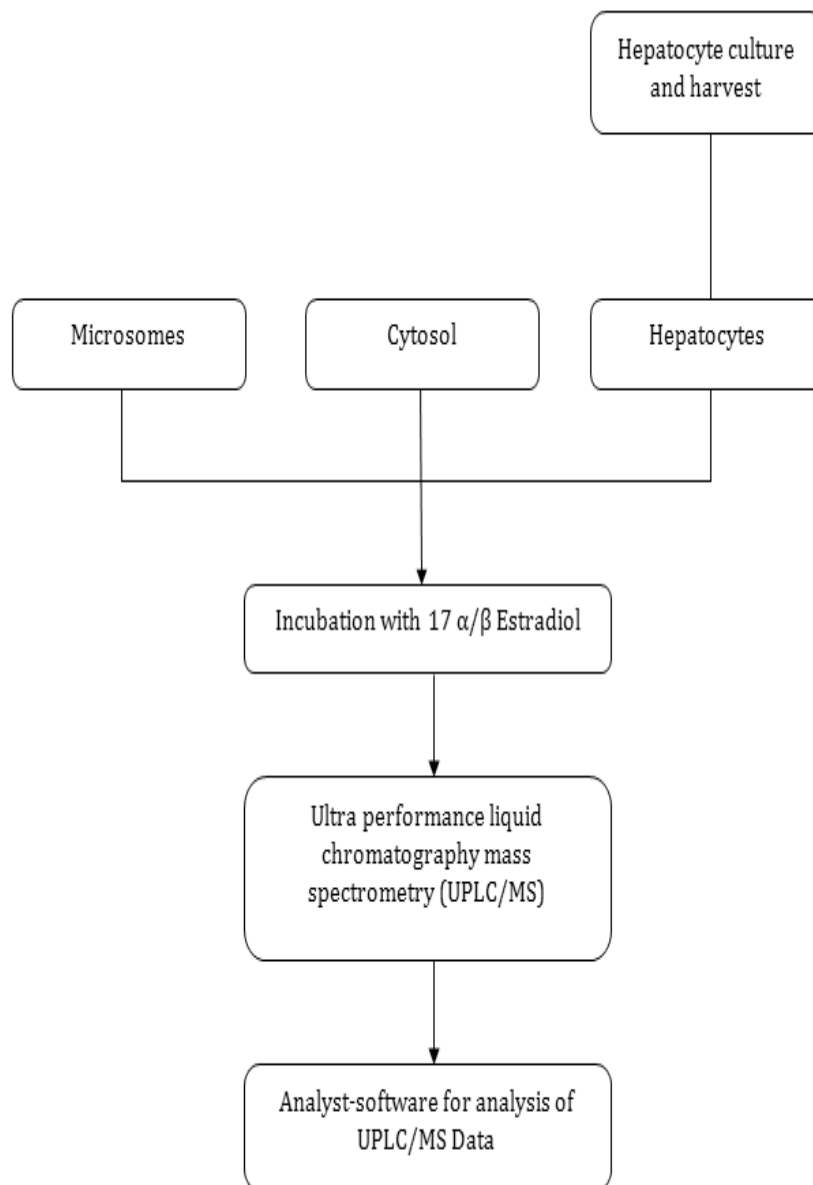 Hepatocyte culture
and harvest
Microsomes
Cytosol
Hepatocytes
Incubation with 17 α/β Estradiol
Ultra performance liquid
chromatography mass
spectrometry (UPLC/MS)
Analyst-software for analysis of
UPLC/MS Data